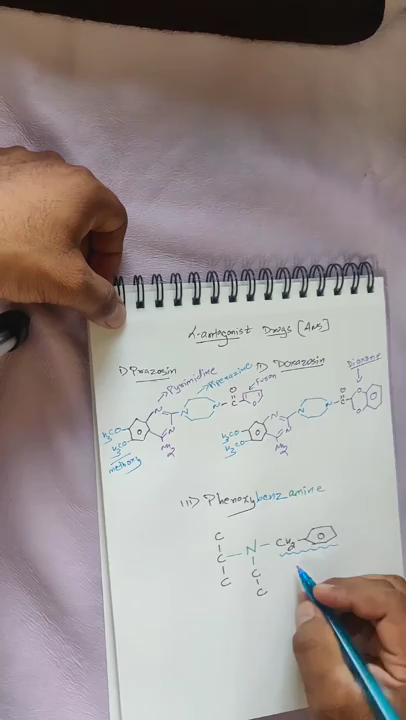 α-antagonist Drugs [ANS]
I) Prazosin
II) Doxazosin
Dioxane
Pyrimidine
Piperazine
Furan
H3CO
H3CO
N
N
NH2
N
N
C
O
O
methoxy
H3CO
H3CO
N
N
NH2
N
N
C
O
O
O
III) Phenoxybenzamine
C
C
C
N
CH2
C
C